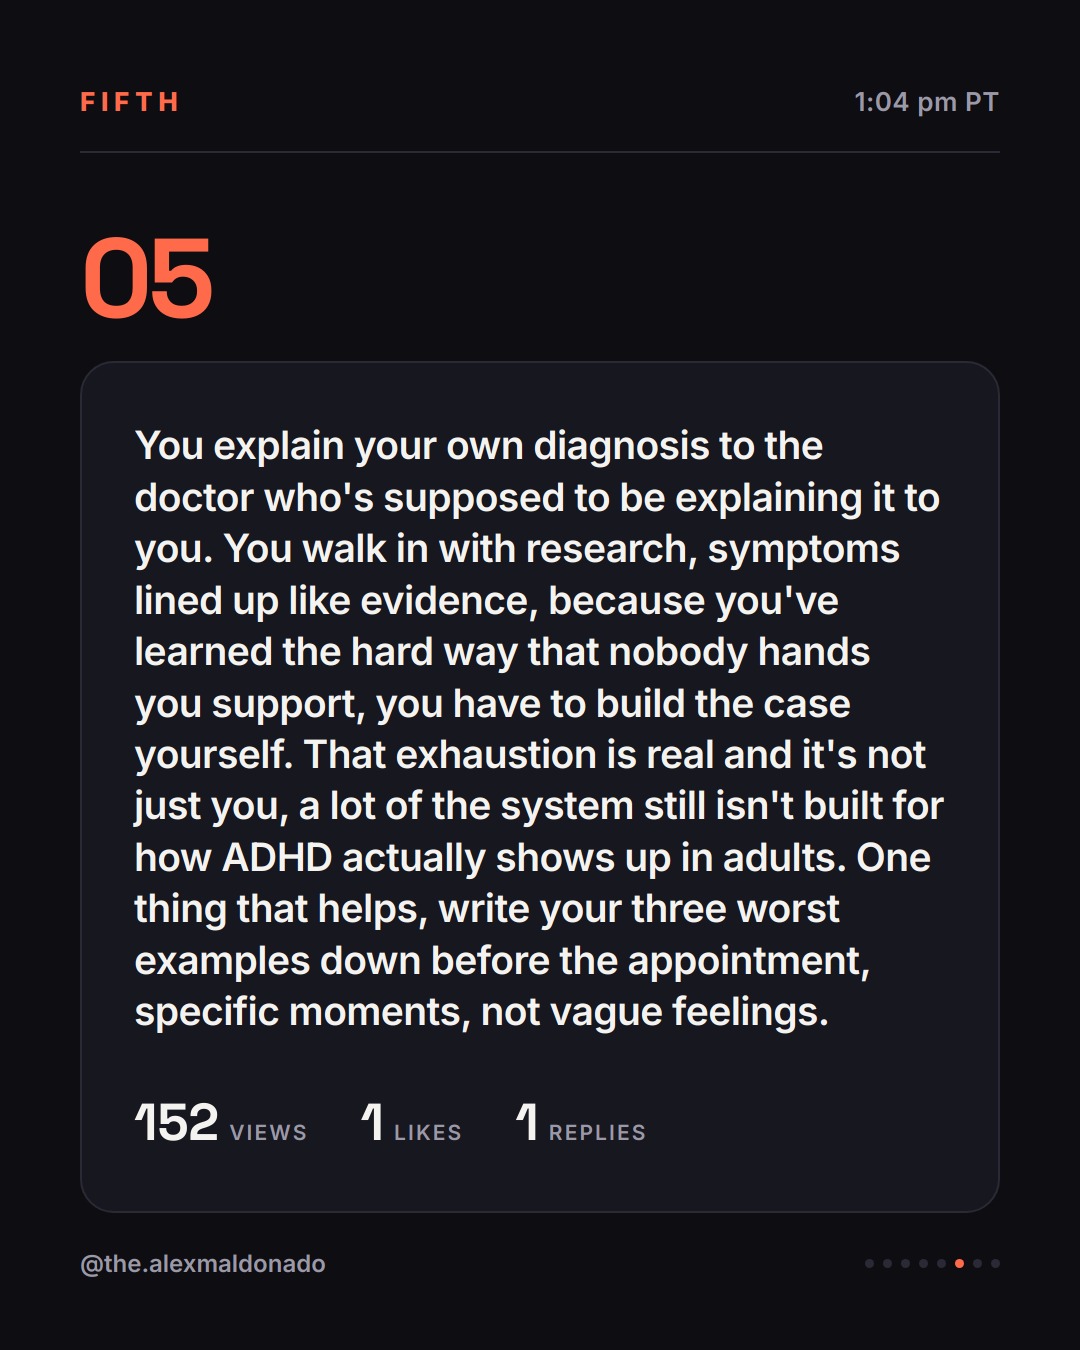 FIFTH
1:04 pm PT
05
You explain your own diagnosis to the
doctor who's supposed to be explaining it to
you. You walk in with research, symptoms
lined up like evidence, because you've
learned the hard way that nobody hands
you support, you have to build the case
yourself. That exhaustion is real and it's not
just you, a lot of the system still isn't built for
how ADHD actually shows up in adults. One
thing that helps, write your three worst
examples down before the appointment,
specific moments, not vague feelings.
152 VIEWS 1 LIKES 1 REPLIES
@the.alexmaldonado